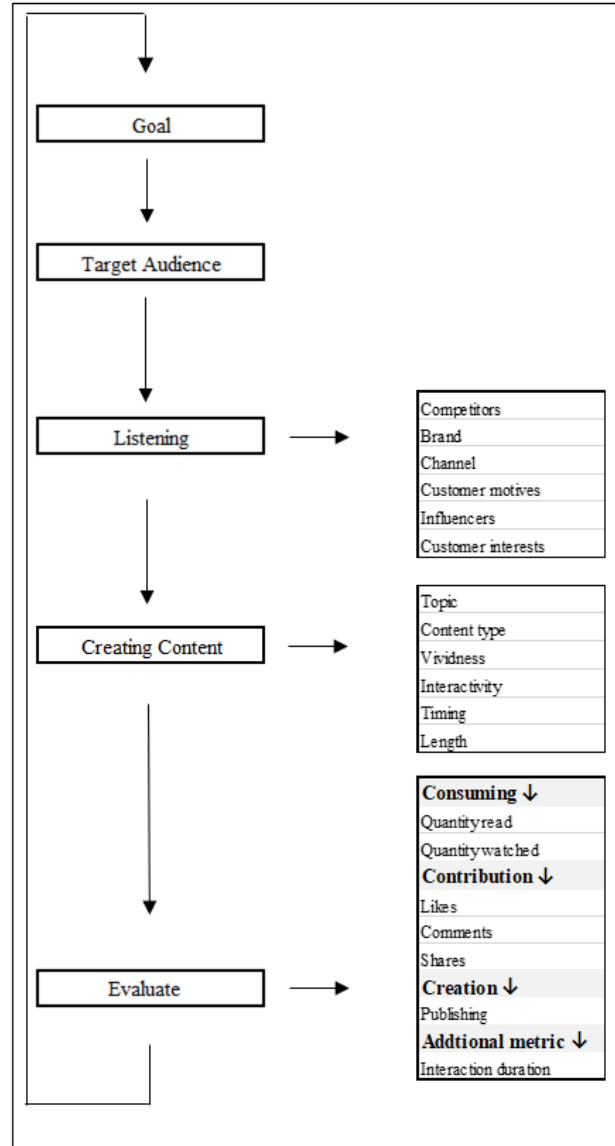 Goal
Target Audience
Listening
Competitors
Brand
Channel
Customer motives
Influencers
Customer interests
Creating Content
Topic
Content type
Vividness
Interactivity
Timing
Length
Evaluate
Consuming ↓
Quantity read
Quantity watched
Contribution ↓
Likes
Comments
Shares
Creation ↓
Publishing
Addtional metric ↓
Interaction duration